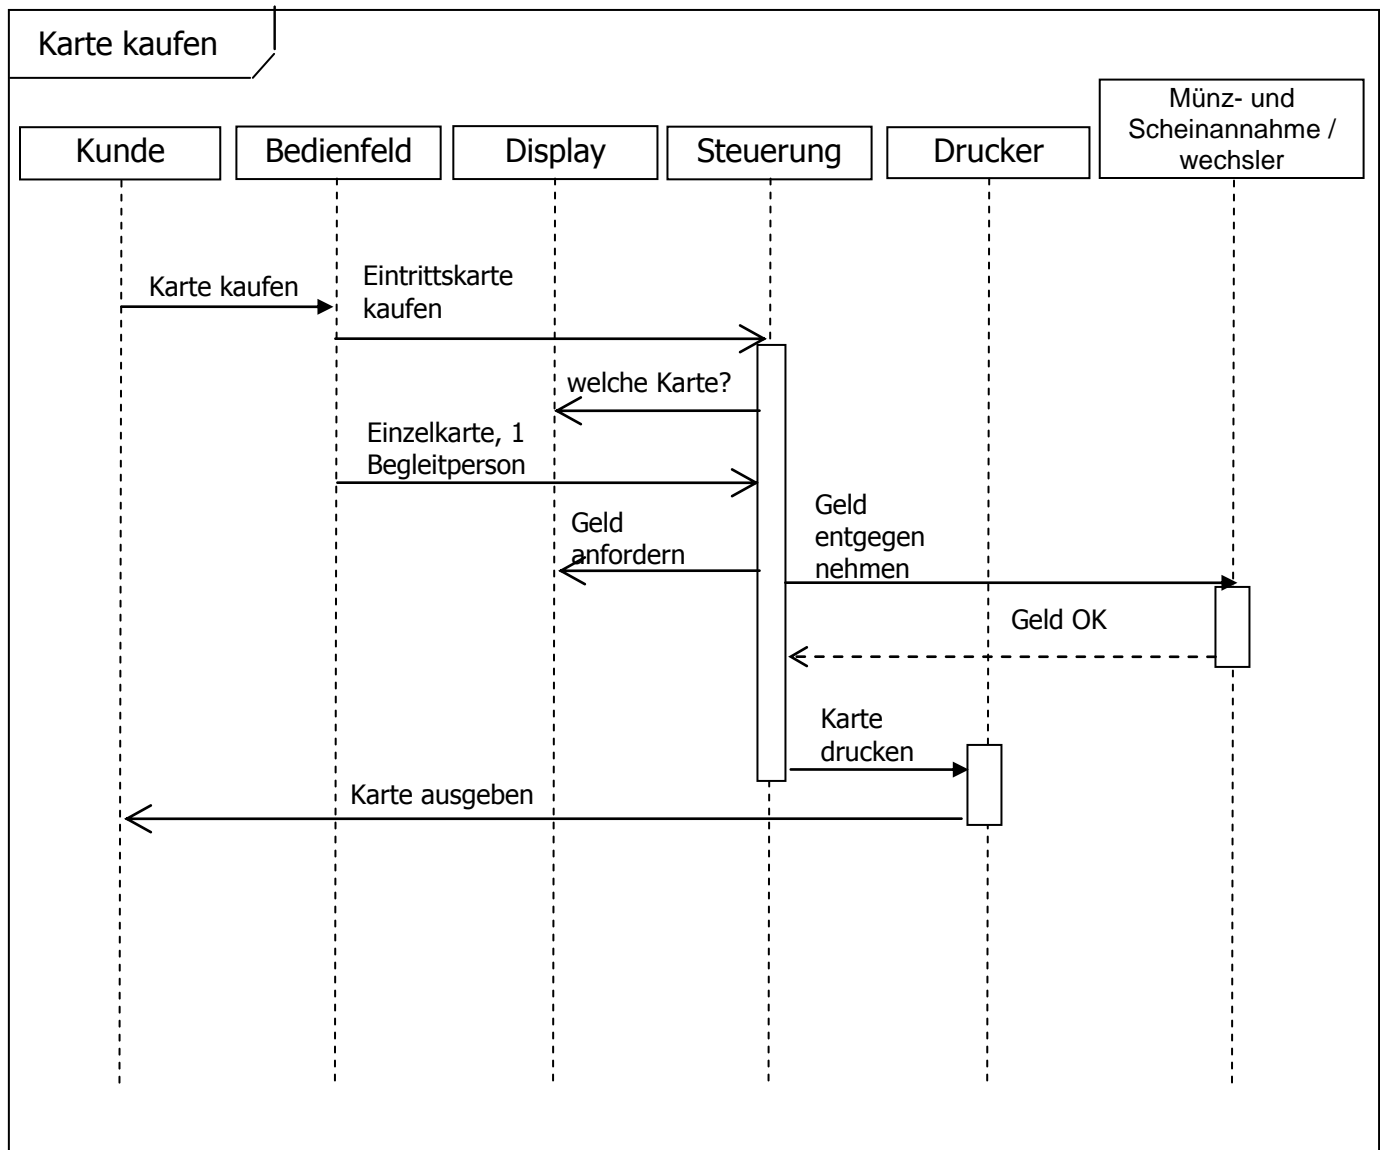 Karte kaufen
Münz- und
Scheinannahme /
wechsler
Kunde
Bedienfeld
Display
Steuerung
Drucker
Karte kaufen
Eintrittskarte
kaufen
welche Karte?
Einzelkarte, 1
Begleitperson
Geld
anfordern
Geld
entgegen
nehmen
Geld OK
Karte
drucken
Karte ausgeben